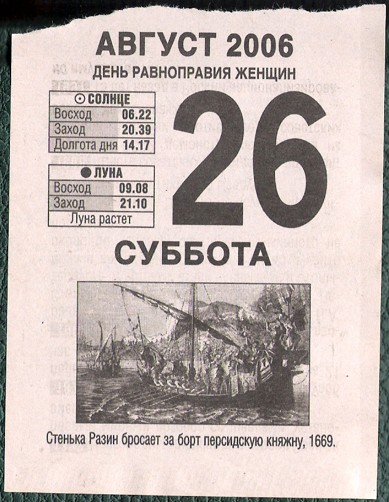 АВГУСТ 2006
ДЕНЬ РАВНОПРАВИЯ ЖЕНЩИН
☉ СОЛНЦЕ
Восход 06.22
Заход 20.39
Долгота дня 14.17
26
● ЛУНА
Восход 09.08
Заход 21.10
Луна растет
СУББОТА
Стенька Разин бросает за борт персидскую княжну, 1669.